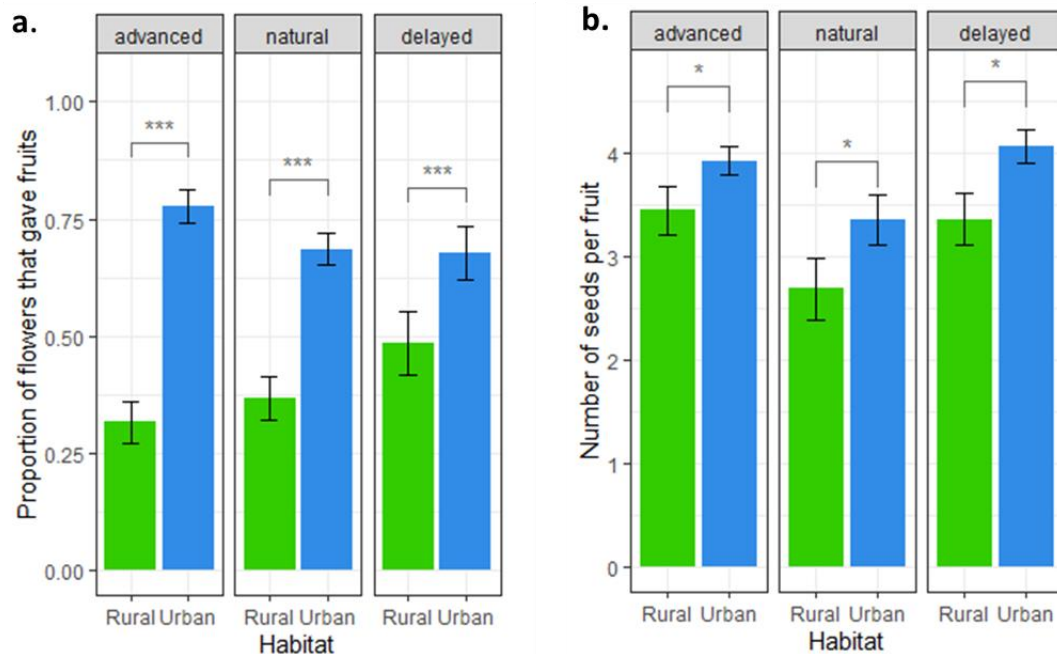 a.
advanced natural delayed
Proportion of flowers that gave fruits
1.00
0.75
0.50
0.25
0.00
***
***
***
Rural Urban Rural Urban Rural Urban
Habitat
b.
advanced natural delayed
Number of seeds per fruit
4
3
2
1
0
*
*
*
Rural Urban Rural Urban Rural Urban
Habitat